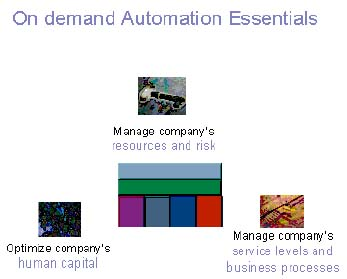 On demand Automation Essentials
Manage company's
resources and risk
Optimize company's
human capital
Manage company's
service levels and
business processes